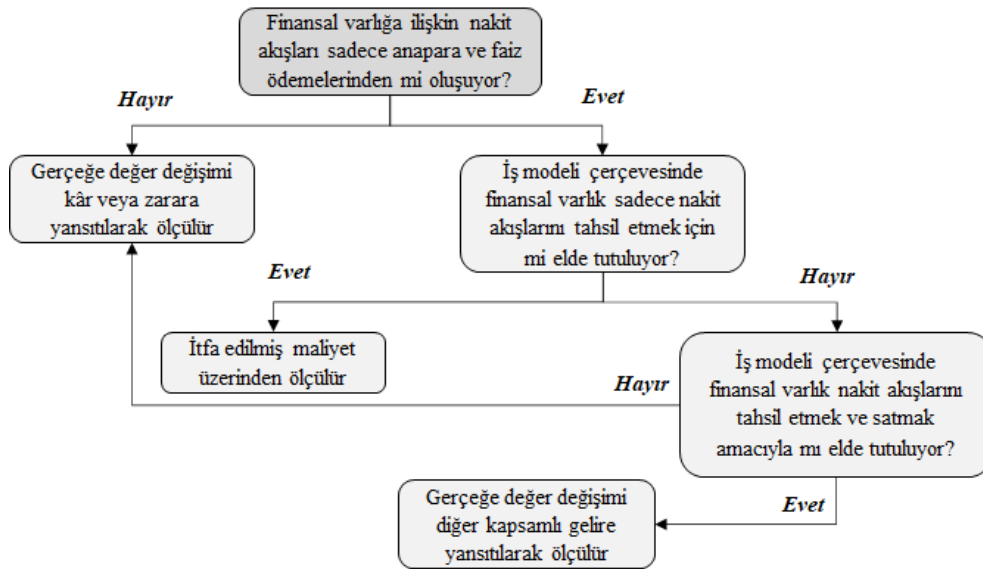 Finansal varlığa ilişkin nakit
akışları sadece anapara ve faiz
ödemelerinden mi oluşuyor?
Hayır
Evet
Gerçeğe değer değişimi
kâr veya zarara
yansıtılarak ölçülür
İş modeli çerçevesinde
finansal varlık sadece nakit
akışlarını tahsil etmek için
mi elde tutuluyor?
Evet
Hayır
İtfa edilmiş maliyet
üzerinden ölçülür
İş modeli çerçevesinde
finansal varlık nakit akışlarını
tahsil etmek ve satmak
amacıyla mı elde tutuluyor?
Hayır
Evet
Gerçeğe değer değişimi
diğer kapsamlı gelire
yansıtılarak ölçülür